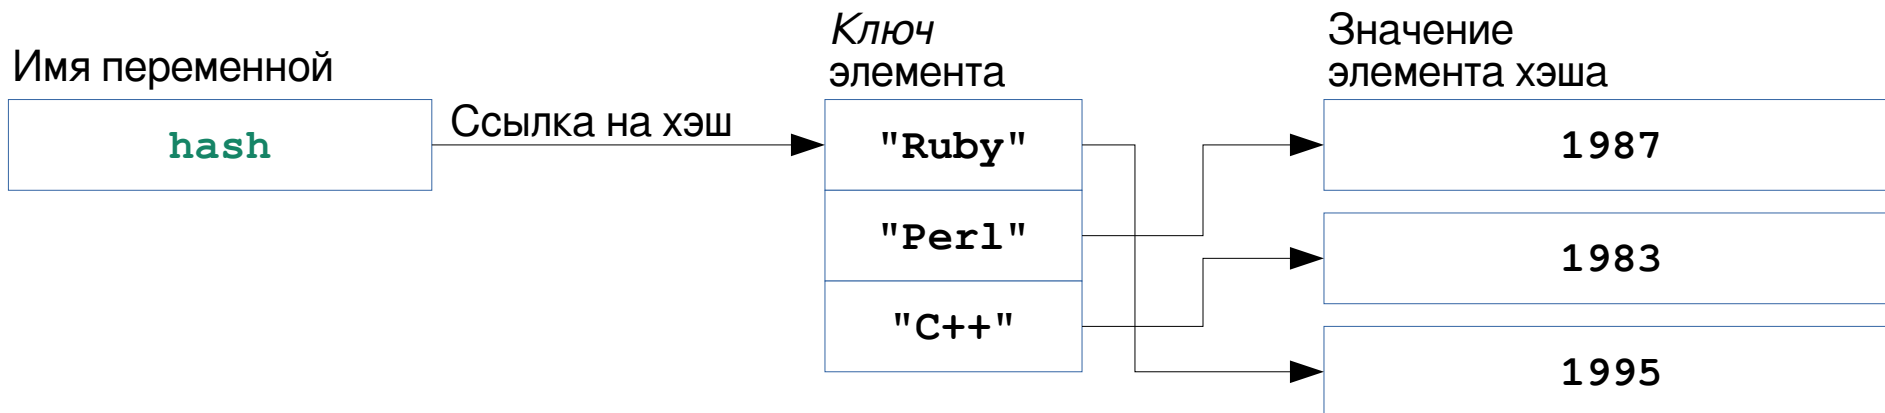 Имя переменной
hash
Ссылка на хэш
Ключ
элемента
"Ruby"
"Perl"
"C++"
Значение
элемента хэша
1987
1983
1995